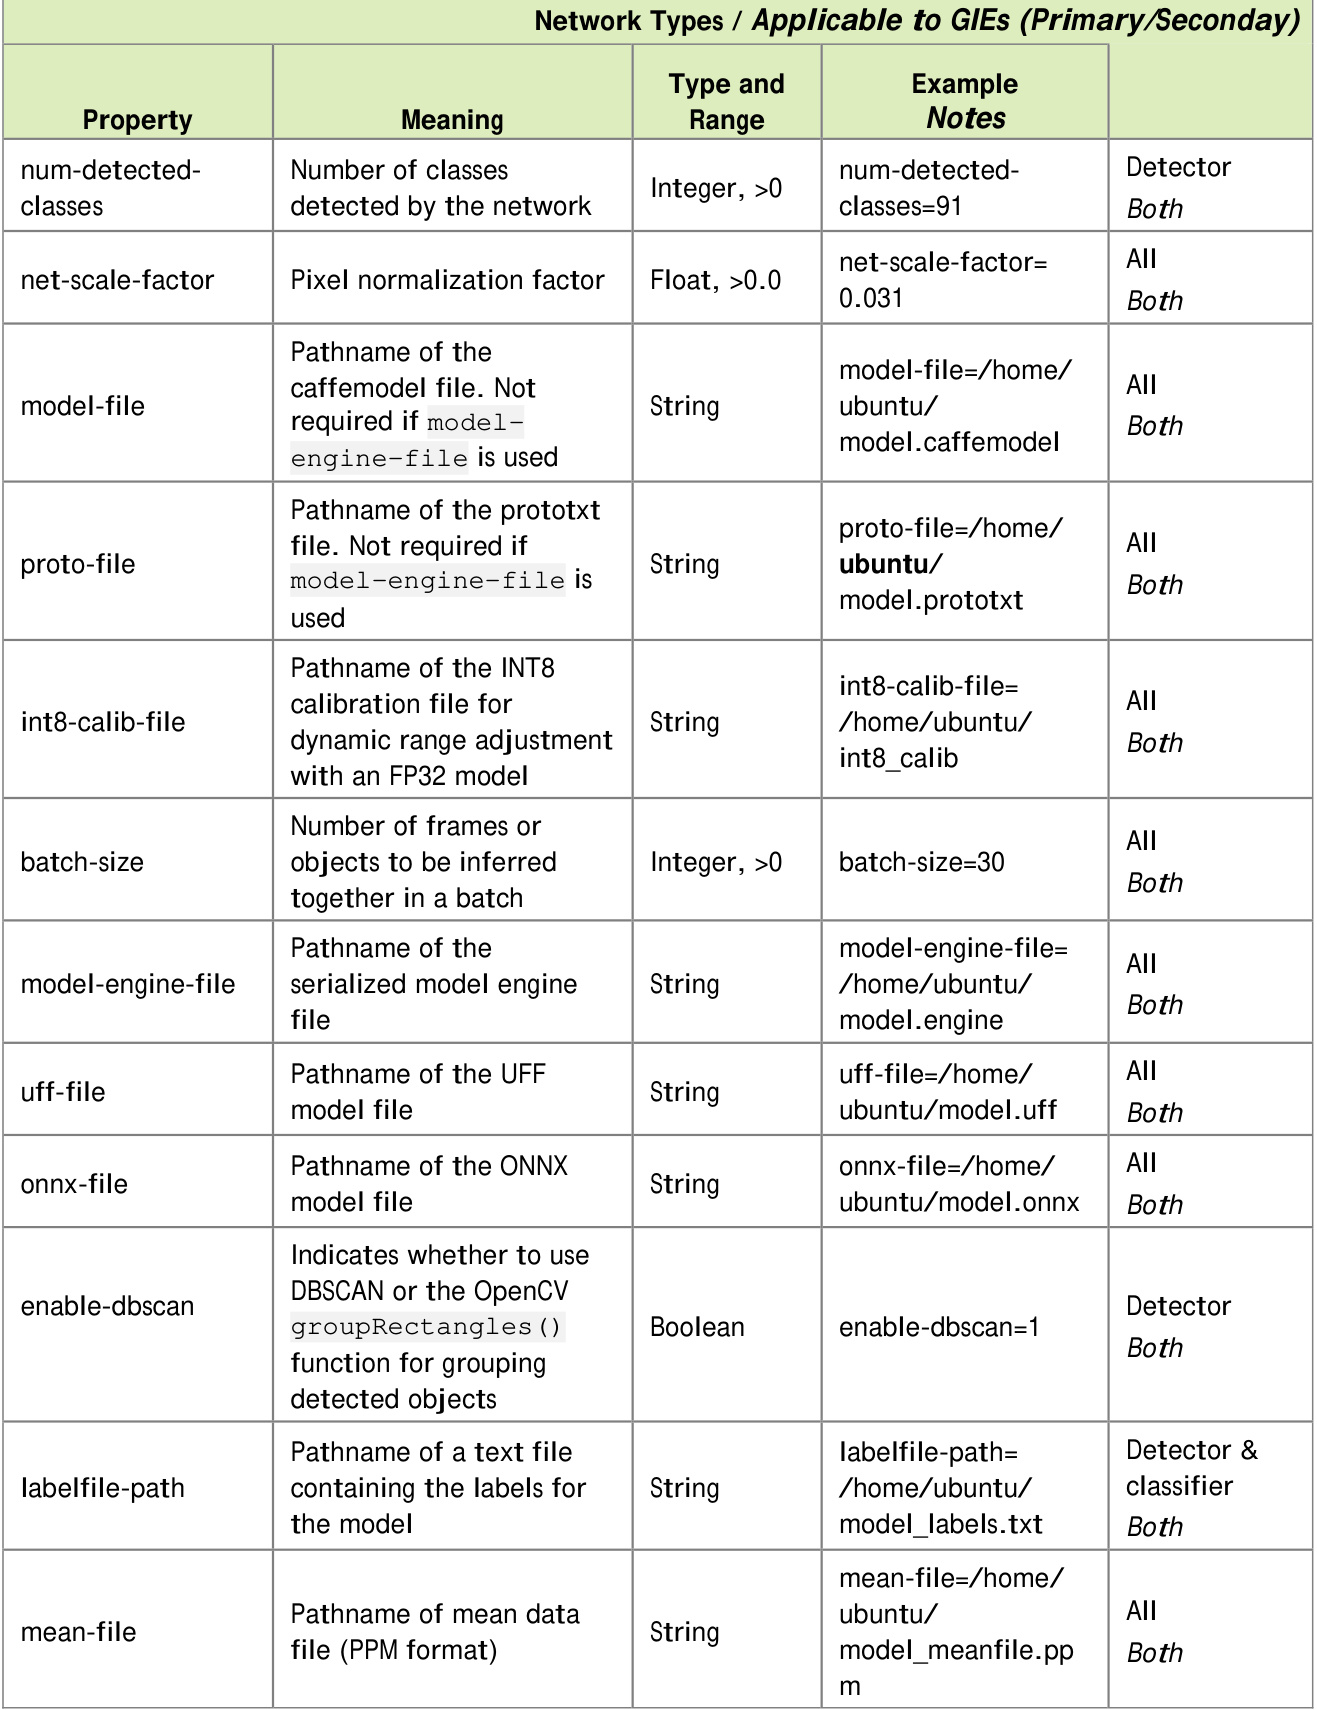 Network Types / Applicable to GIEs (Primary/Seconday)
Property
Meaning
Type and
Range
Example
Notes
num-detected-
classes
Number of classes
detected by the network
Integer, >0
num-detected-
classes=91
Detector
Both
net-scale-factor
Pixel normalization factor
Float, >0.0
net-scale-factor=
0.031
All
Both
model-file
Pathname of the
caffemodel file. Not
required if model-
engine-file is used
String
model-file=/home/
ubuntu/
model.caffemodel
All
Both
proto-file
Pathname of the prototxt
file. Not required if
model-engine-file is
used
String
proto-file=/home/
ubuntu/
model.prototxt
All
Both
int8-calib-file
Pathname of the INT8
calibration file for
dynamic range adjustment
with an FP32 model
String
int8-calib-file=
/home/ubuntu/
int8_calib
All
Both
batch-size
Number of frames or
objects to be inferred
together in a batch
Integer, >0
batch-size=30
All
Both
model-engine-file
Pathname of the
serialized model engine
file
String
model-engine-file=
/home/ubuntu/
model.engine
All
Both
uff-file
Pathname of the UFF
model file
String
uff-file=/home/
ubuntu/model.uff
All
Both
onnx-file
Pathname of the ONNX
model file
String
onnx-file=/home/
ubuntu/model.onnx
All
Both
enable-dbscan
Indicates whether to use
DBSCAN or the OpenCV
groupRectangles()
function for grouping
detected objects
Boolean
enable-dbscan=1
Detector
Both
labelfile-path
Pathname of a text file
containing the labels for
the model
String
labelfile-path=
/home/ubuntu/
model_labels.txt
Detector &
classifier
Both
mean-file
Pathname of mean data
file (PPM format)
String
mean-file=/home/
ubuntu/
model_meanfile.pp
m
All
Both